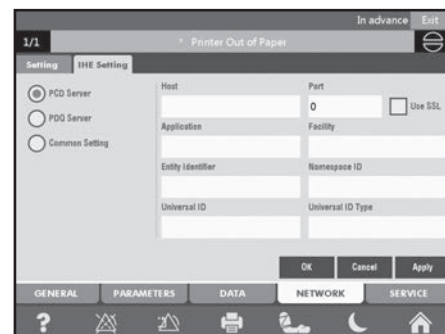 In advance Exit
1/1 * Printer Out of Paper
Setting IHE Setting
PCD Server
PDQ Server
Common Setting
Host Port
0 Use SSL
Application Facility
Entity Identifier Namespace ID
Universal ID Universal ID Type
OK Cancel Apply
GENERAL PARAMETERS DATA NETWORK SERVICE
?